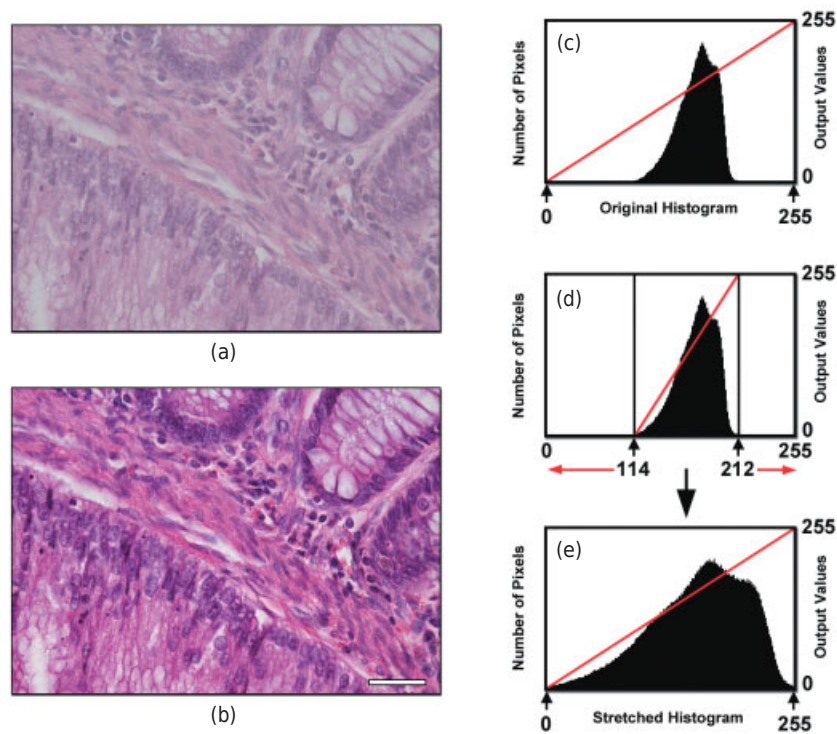 (a)
(b)
(c)
Number of Pixels
Output Values
255
0
0
Original Histogram
255
(d)
Number of Pixels
Output Values
255
0
0
255
114
212
(e)
Number of Pixels
Output Values
255
0
0
Stretched Histogram
255